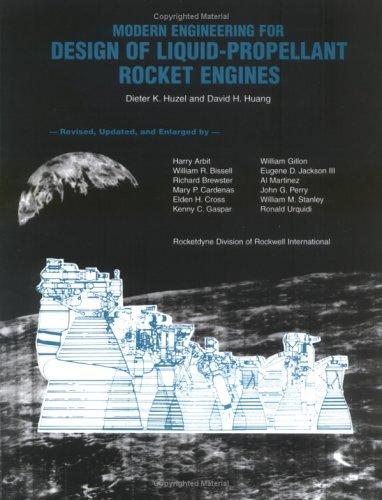 Copyrighted Material
MODERN ENGINEERING FOR
DESIGN OF LIQUID-PROPELLANT
ROCKET ENGINES
Dieter K. Huzel and David H. Huang
— Revised, Updated, and Enlarged by —
Harry Arbit
William R. Bissell
Richard Brewster
Mary P. Cardenas
Elden H. Cross
Kenny C. Gaspar
William Gillon
Eugene D. Jackson III
Al Martinez
John G. Perry
William M. Stanley
Ronald Urquidi
Rocketdyne Division of Rockwell International
Copyrighted Material